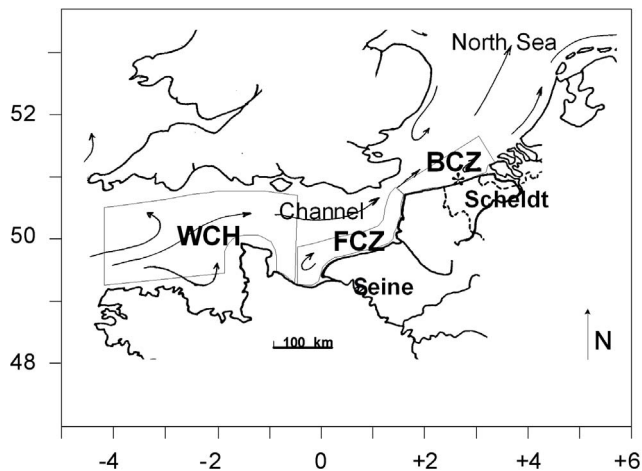 North Sea
52
BCZ
Scheldt
Channel
WCH
FCZ
50
Seine
100 km
N
48
-4
-2
0
+2
+4
+6